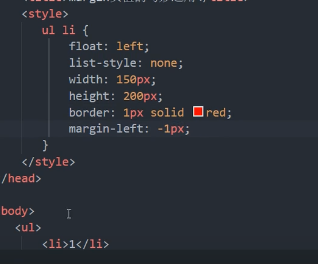 <style>
ul li {
float: left;
list-style: none;
width: 150px;
height: 200px;
border: 1px solid red;
margin-left: -1px;
}
</style>
/head>
body>
<ul>
<li>1</li>